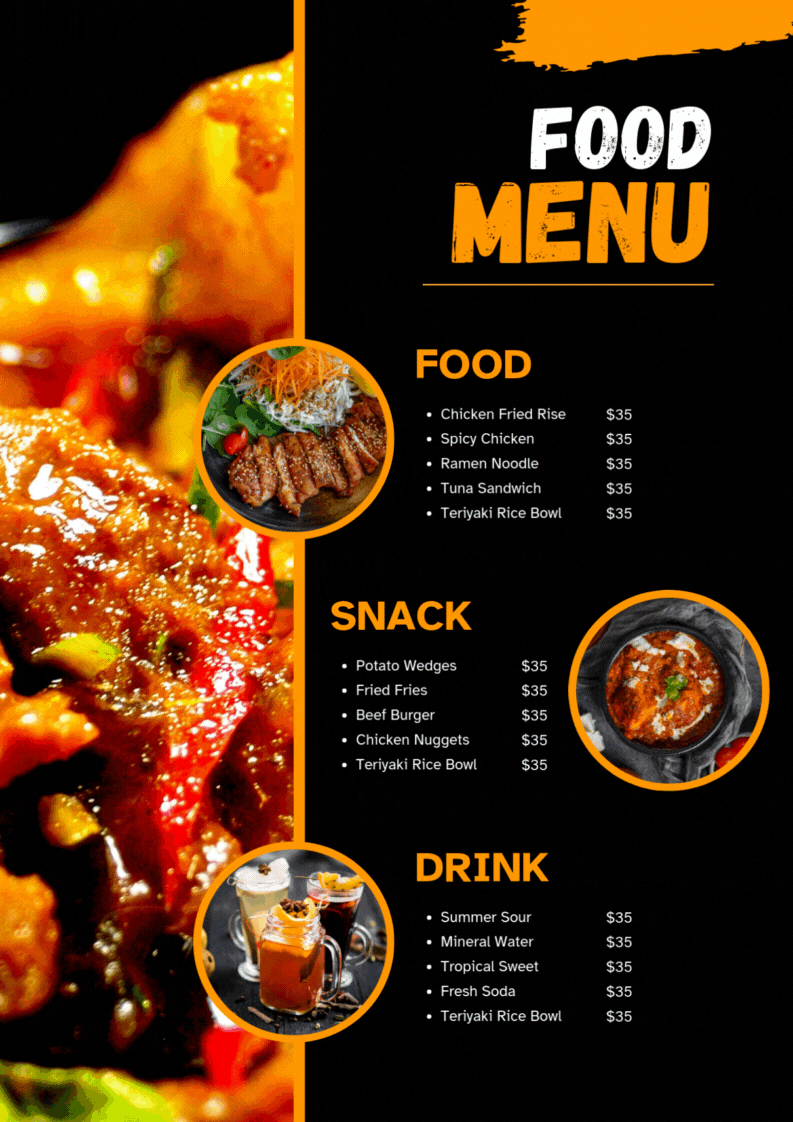 FOOD
MENU
FOOD
• Chicken Fried Rise $35
• Spicy Chicken $35
• Ramen Noodle $35
• Tuna Sandwich $35
• Teriyaki Rice Bowl $35
SNACK
• Potato Wedges $35
• Fried Fries $35
• Beef Burger $35
• Chicken Nuggets $35
• Teriyaki Rice Bowl $35
DRINK
• Summer Sour $35
• Mineral Water $35
• Tropical Sweet $35
• Fresh Soda $35
• Teriyaki Rice Bowl $35